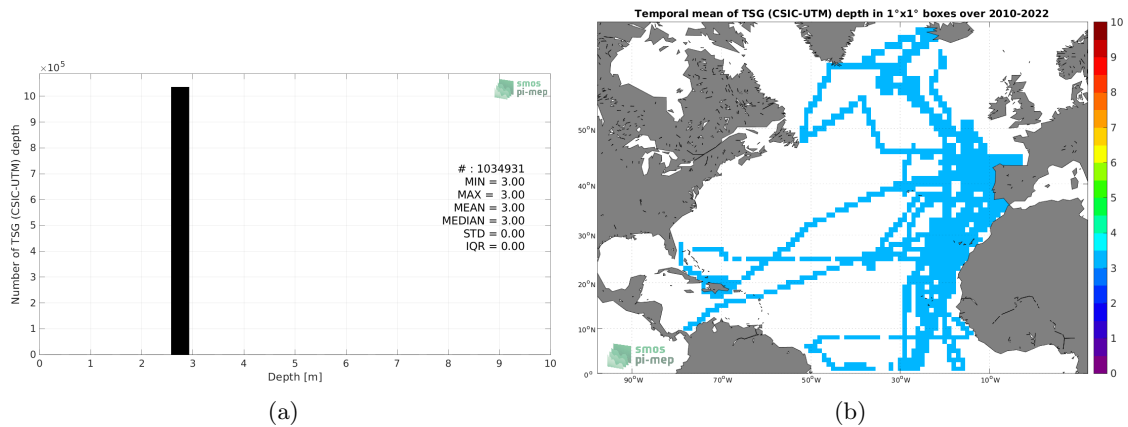 ×10⁵
10
9
8
7
6
5
4
3
2
1
0
Number of TSG (CSIC-UTM) depth
smos
pi-mep
# : 1034931
MIN = 3.00
MAX = 3.00
MEAN = 3.00
MEDIAN = 3.00
STD = 0.00
IQR = 0.00
0 1 2 3 4 5 6 7 8 9 10
Depth [m]
(a)
Temporal mean of TSG (CSIC-UTM) depth in 1°x1° boxes over 2010-2022
50°N
40°N
30°N
20°N
10°N
0°
smos
pi-mep
90°W 70°W 50°W 30°W 10°W
10
9
8
7
6
5
4
3
2
1
0
(b)